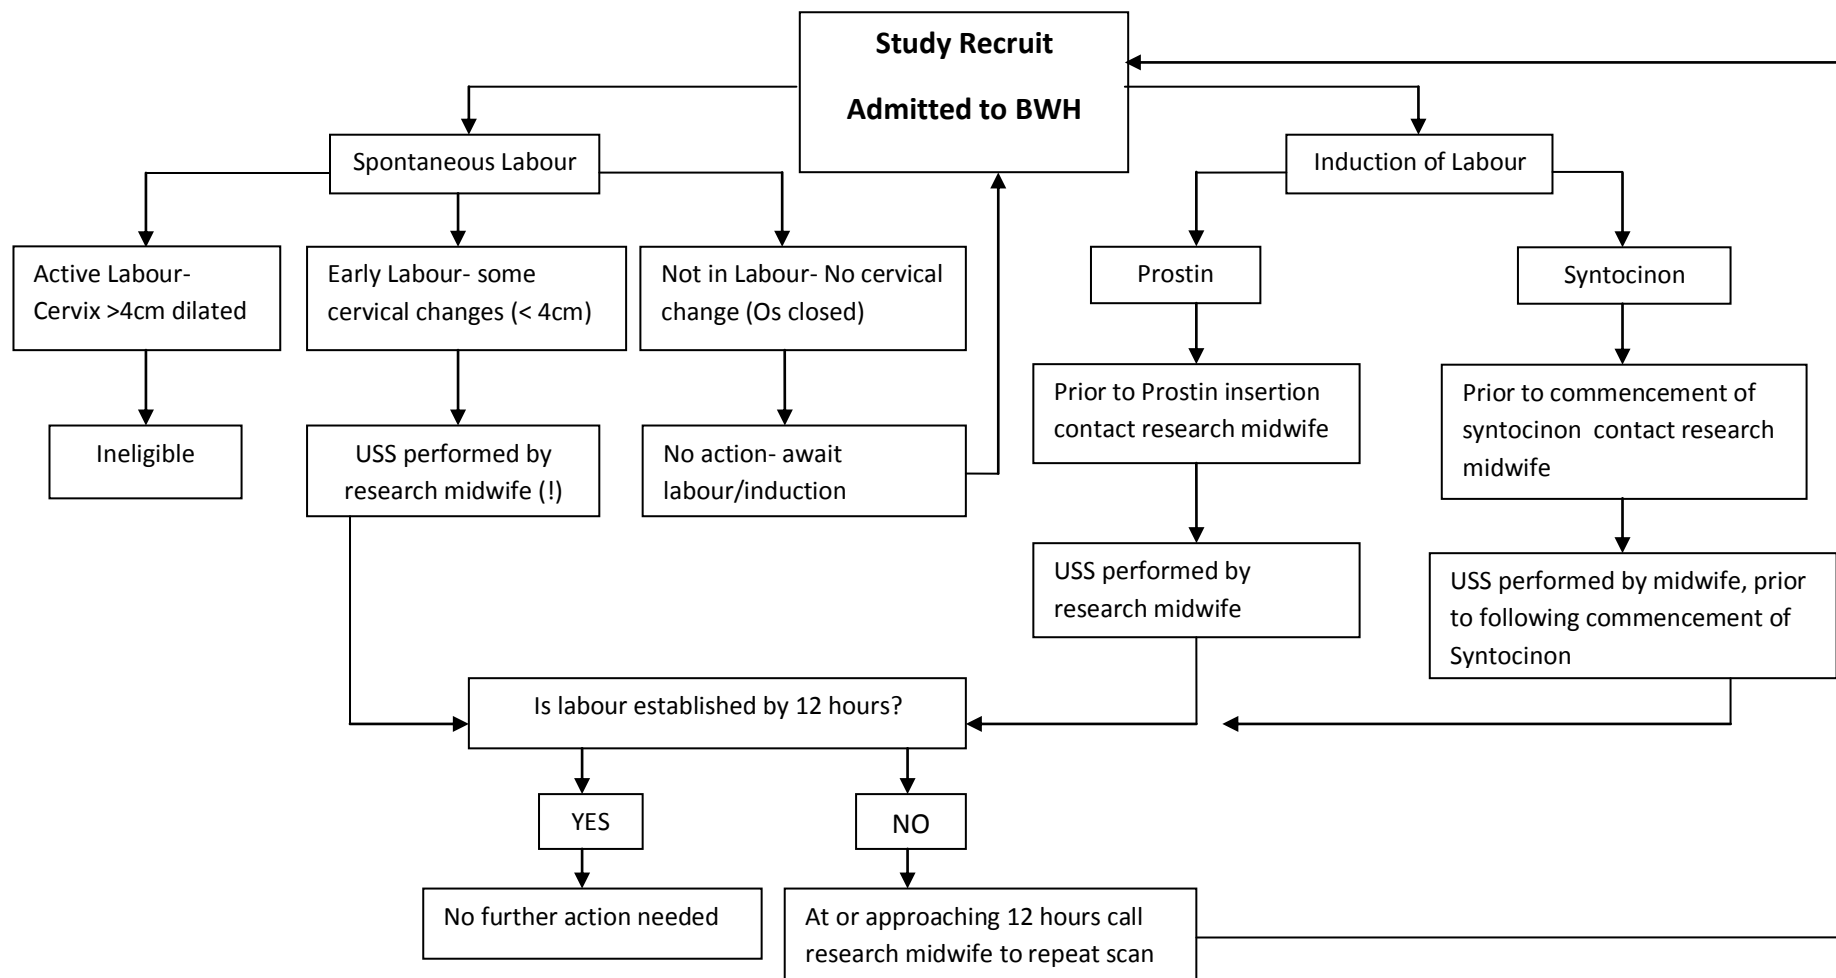 Study Recruit
Admitted to BWH
Spontaneous Labour
Induction of Labour
Active Labour-
Cervix >4cm dilated
Early Labour- some
cervical changes (< 4cm)
Not in Labour- No cervical
change (Os closed)
Prostin
Syntocinon
Ineligible
USS performed by
research midwife (!)
No action- await
labour/induction
Prior to Prostin insertion
contact research midwife
Prior to commencement of
syntocinon contact research
midwife
USS performed by
research midwife
USS performed by midwife, prior
to following commencement of
Syntocinon
Is labour established by 12 hours?
YES
NO
No further action needed
At or approaching 12 hours call
research midwife to repeat scan